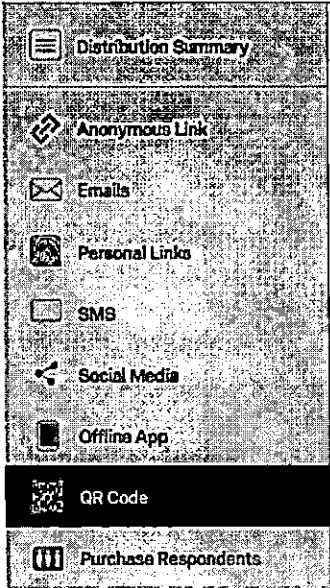 Distribution Summary
Anonymous Link
Emails
Personal Links
SMS
Social Media
Offline App
QR Code
Purchase Respondents